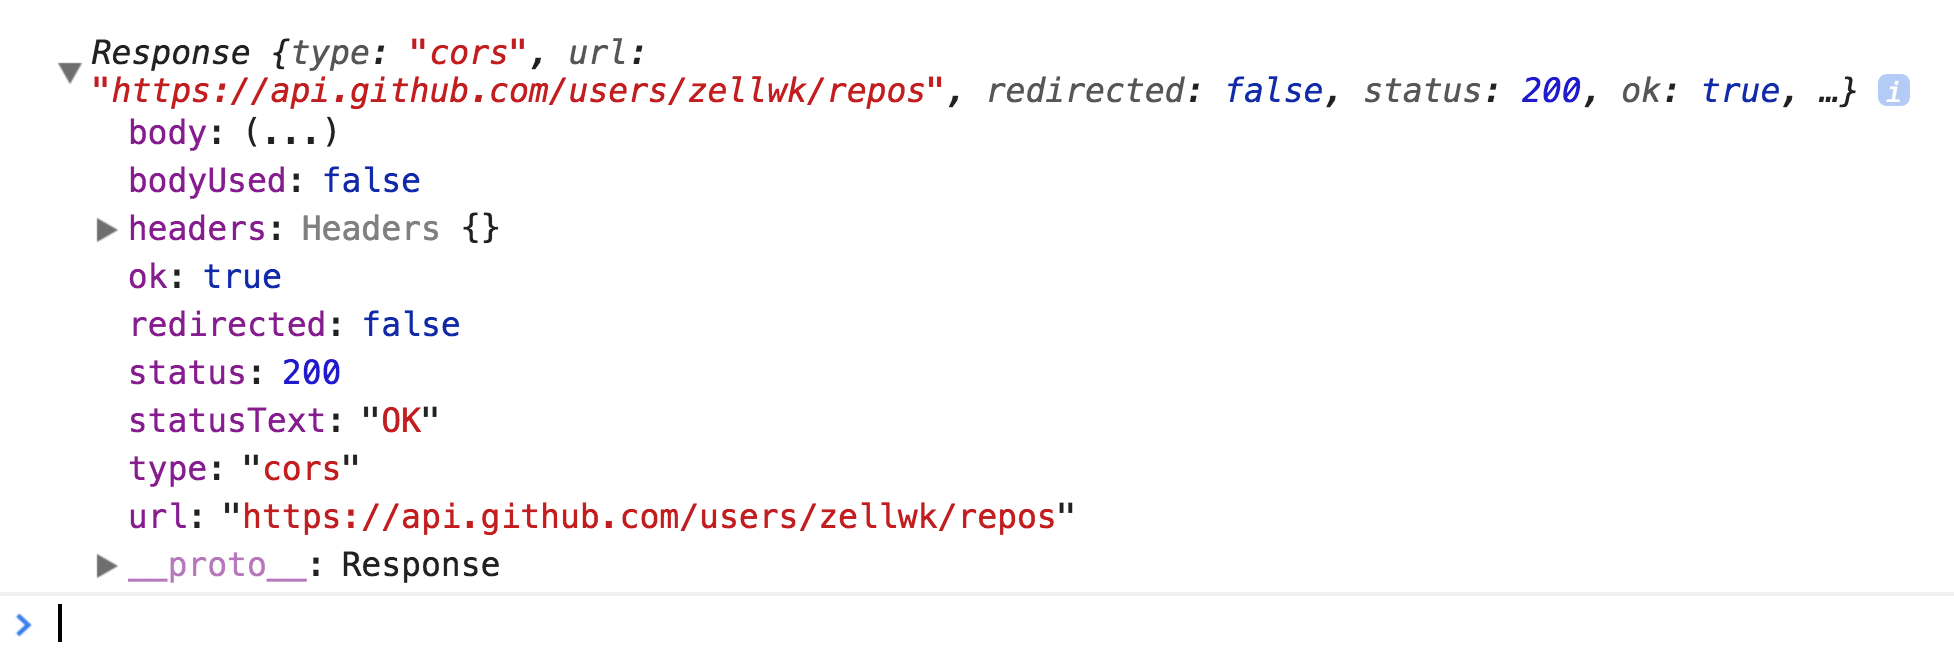 Response {type: "cors", url:
"https://api.github.com/users/zellwk/repos", redirected: false, status: 200, ok: true, …} i
body: (...)
bodyUsed: false
headers: Headers {}
ok: true
redirected: false
status: 200
statusText: "OK"
type: "cors"
url: "https://api.github.com/users/zellwk/repos"
__proto__: Response